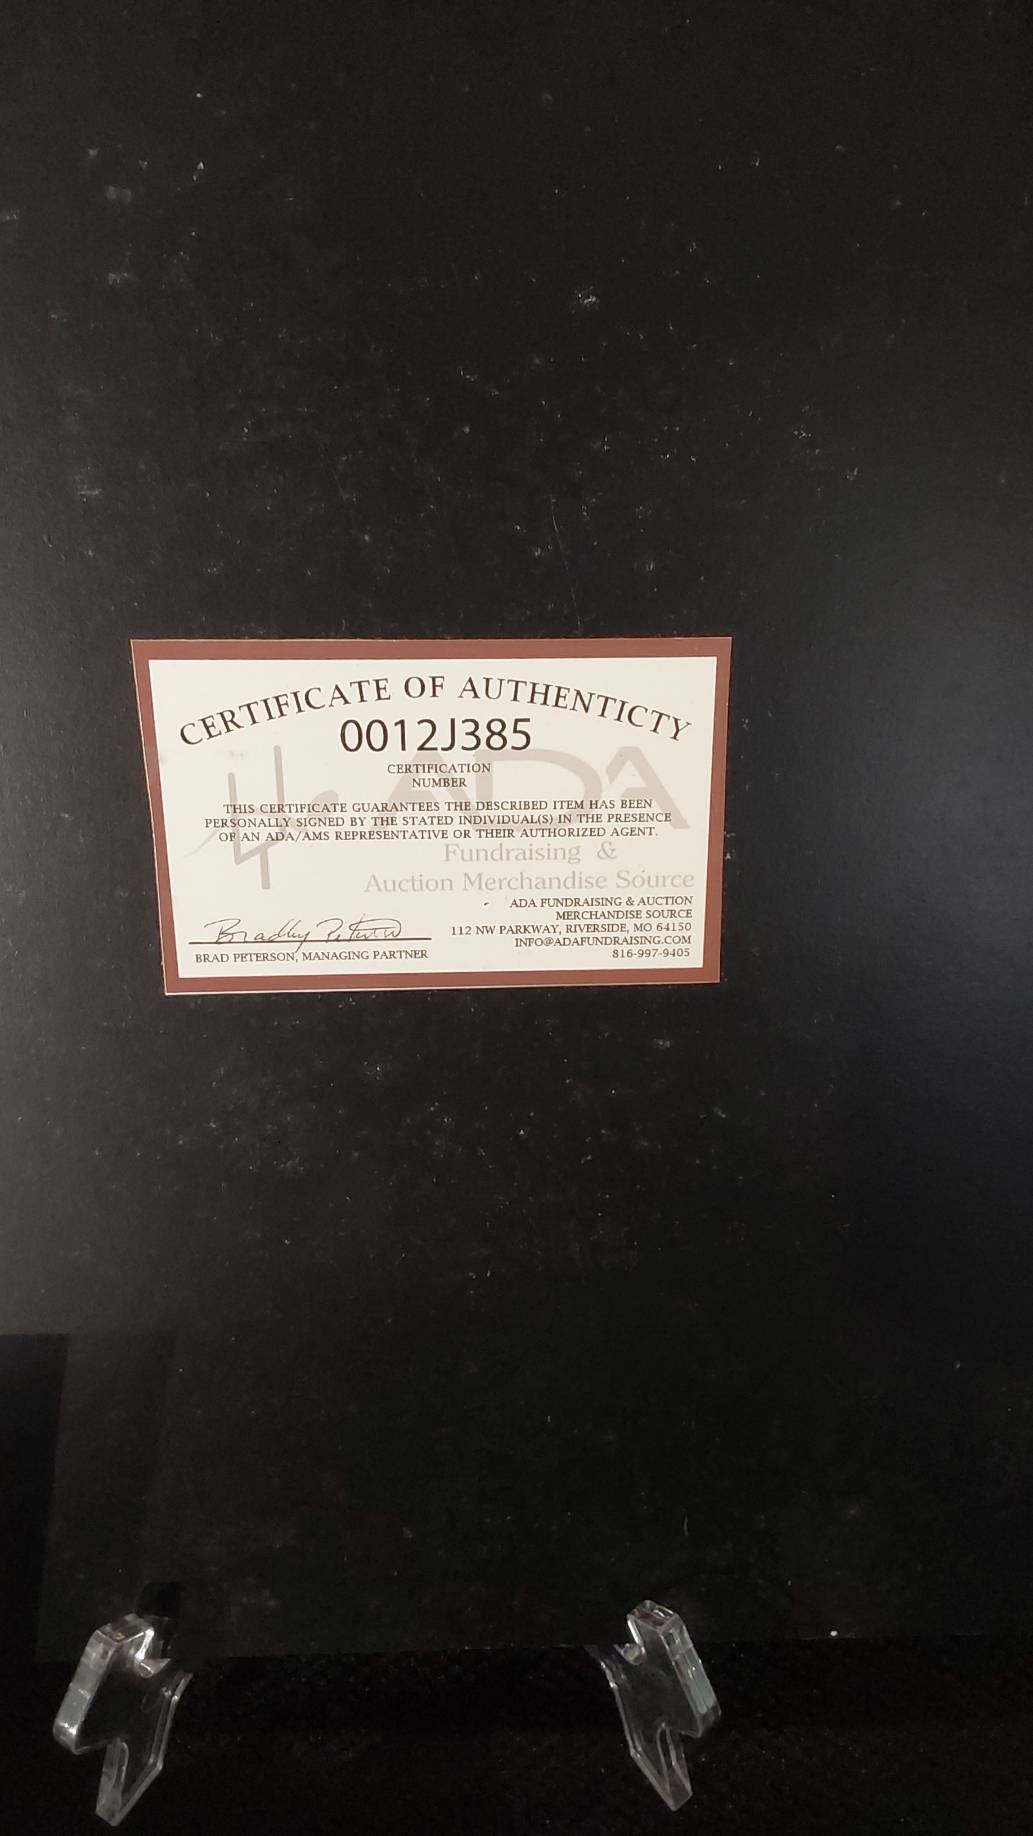 CERTIFICATE OF AUTHENTICTY
0012J385
CERTIFICATION
NUMBER
ADA
THIS CERTIFICATE GUARANTEES THE DESCRIBED ITEM HAS BEEN
PERSONALLY SIGNED BY THE STATED INDIVIDUAL(S) IN THE PRESENCE
OF AN ADA/AMS REPRESENTATIVE OR THEIR AUTHORIZED AGENT.
Fundraising &
Auction Merchandise Source
ADA FUNDRAISING & AUCTION
MERCHANDISE SOURCE
112 NW PARKWAY, RIVERSIDE, MO 64150
INFO@ADAFUNDRAISING.COM
816-997-9405
Bradley Peterson
BRAD PETERSON, MANAGING PARTNER